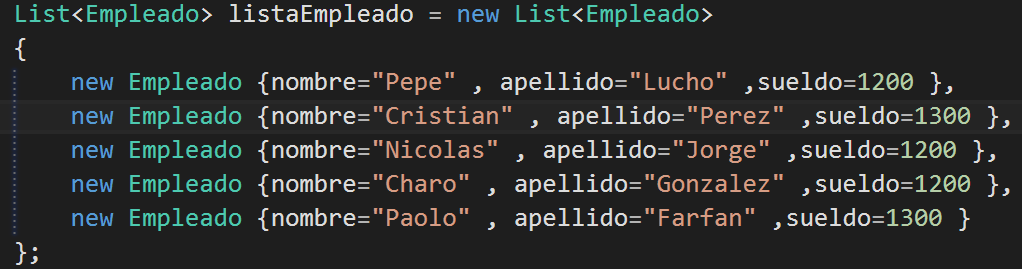 List<Empleado> listaEmpleado = new List<Empleado>
{
    new Empleado {nombre="Pepe" , apellido="Lucho" ,sueldo=1200 },
    new Empleado {nombre="Cristian" , apellido="Perez" ,sueldo=1300 },
    new Empleado {nombre="Nicolas" , apellido="Jorge" ,sueldo=1200 },
    new Empleado {nombre="Charo" , apellido="Gonzalez" ,sueldo=1200 },
    new Empleado {nombre="Paolo" , apellido="Farfan" ,sueldo=1300 }
};